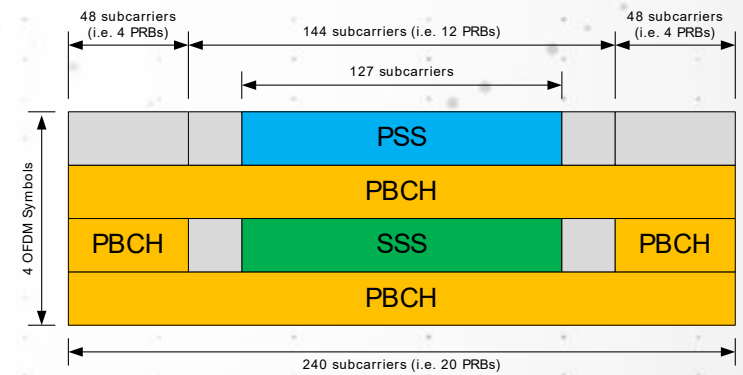 48 subcarriers
(i.e. 4 PRBs)
144 subcarriers (i.e. 12 PRBs)
48 subcarriers
(i.e. 4 PRBs)
127 subcarriers
4 OFDM Symbols
PSS
PBCH
PBCH
SSS
PBCH
PBCH
240 subcarriers (i.e. 20 PRBs)